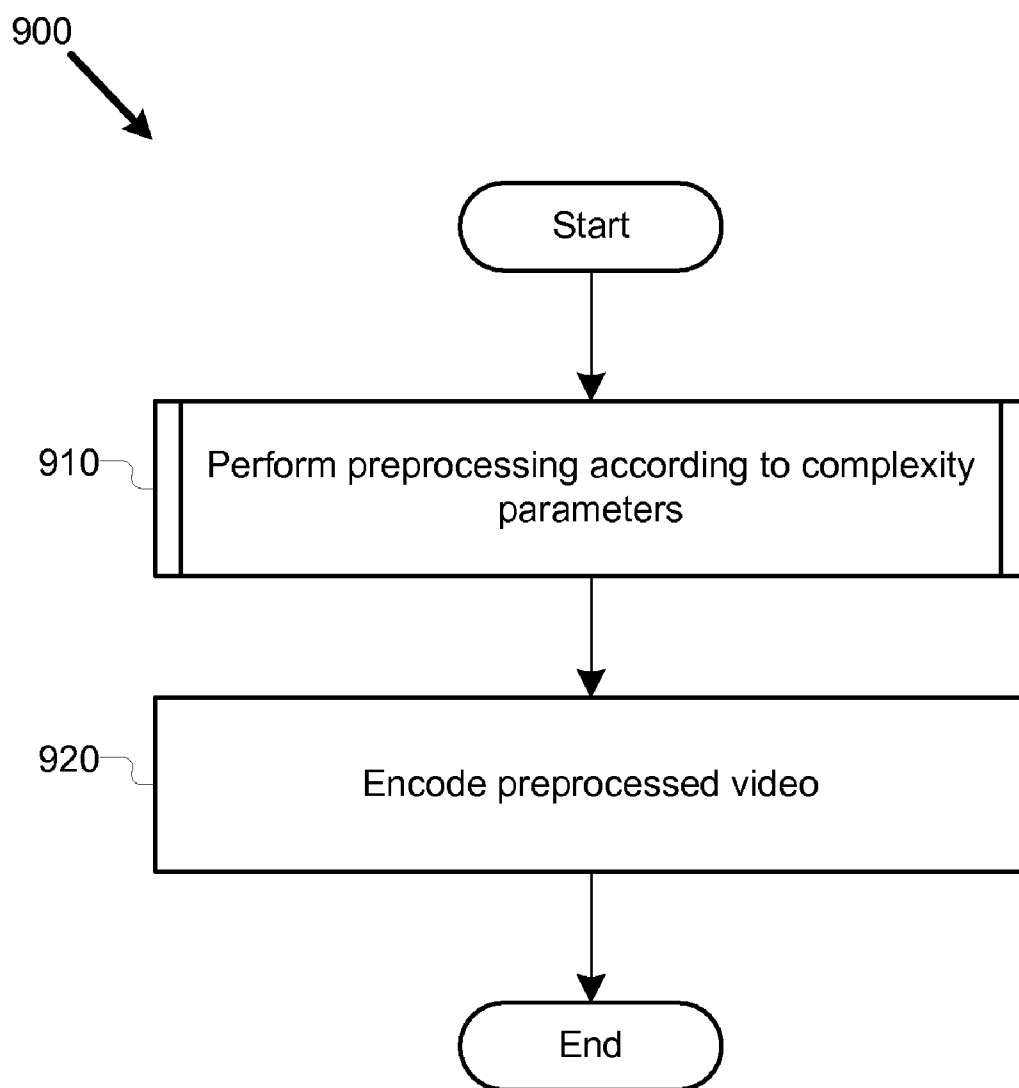 900
Start
910
Perform preprocessing according to complexity
parameters
920
Encode preprocessed video
End